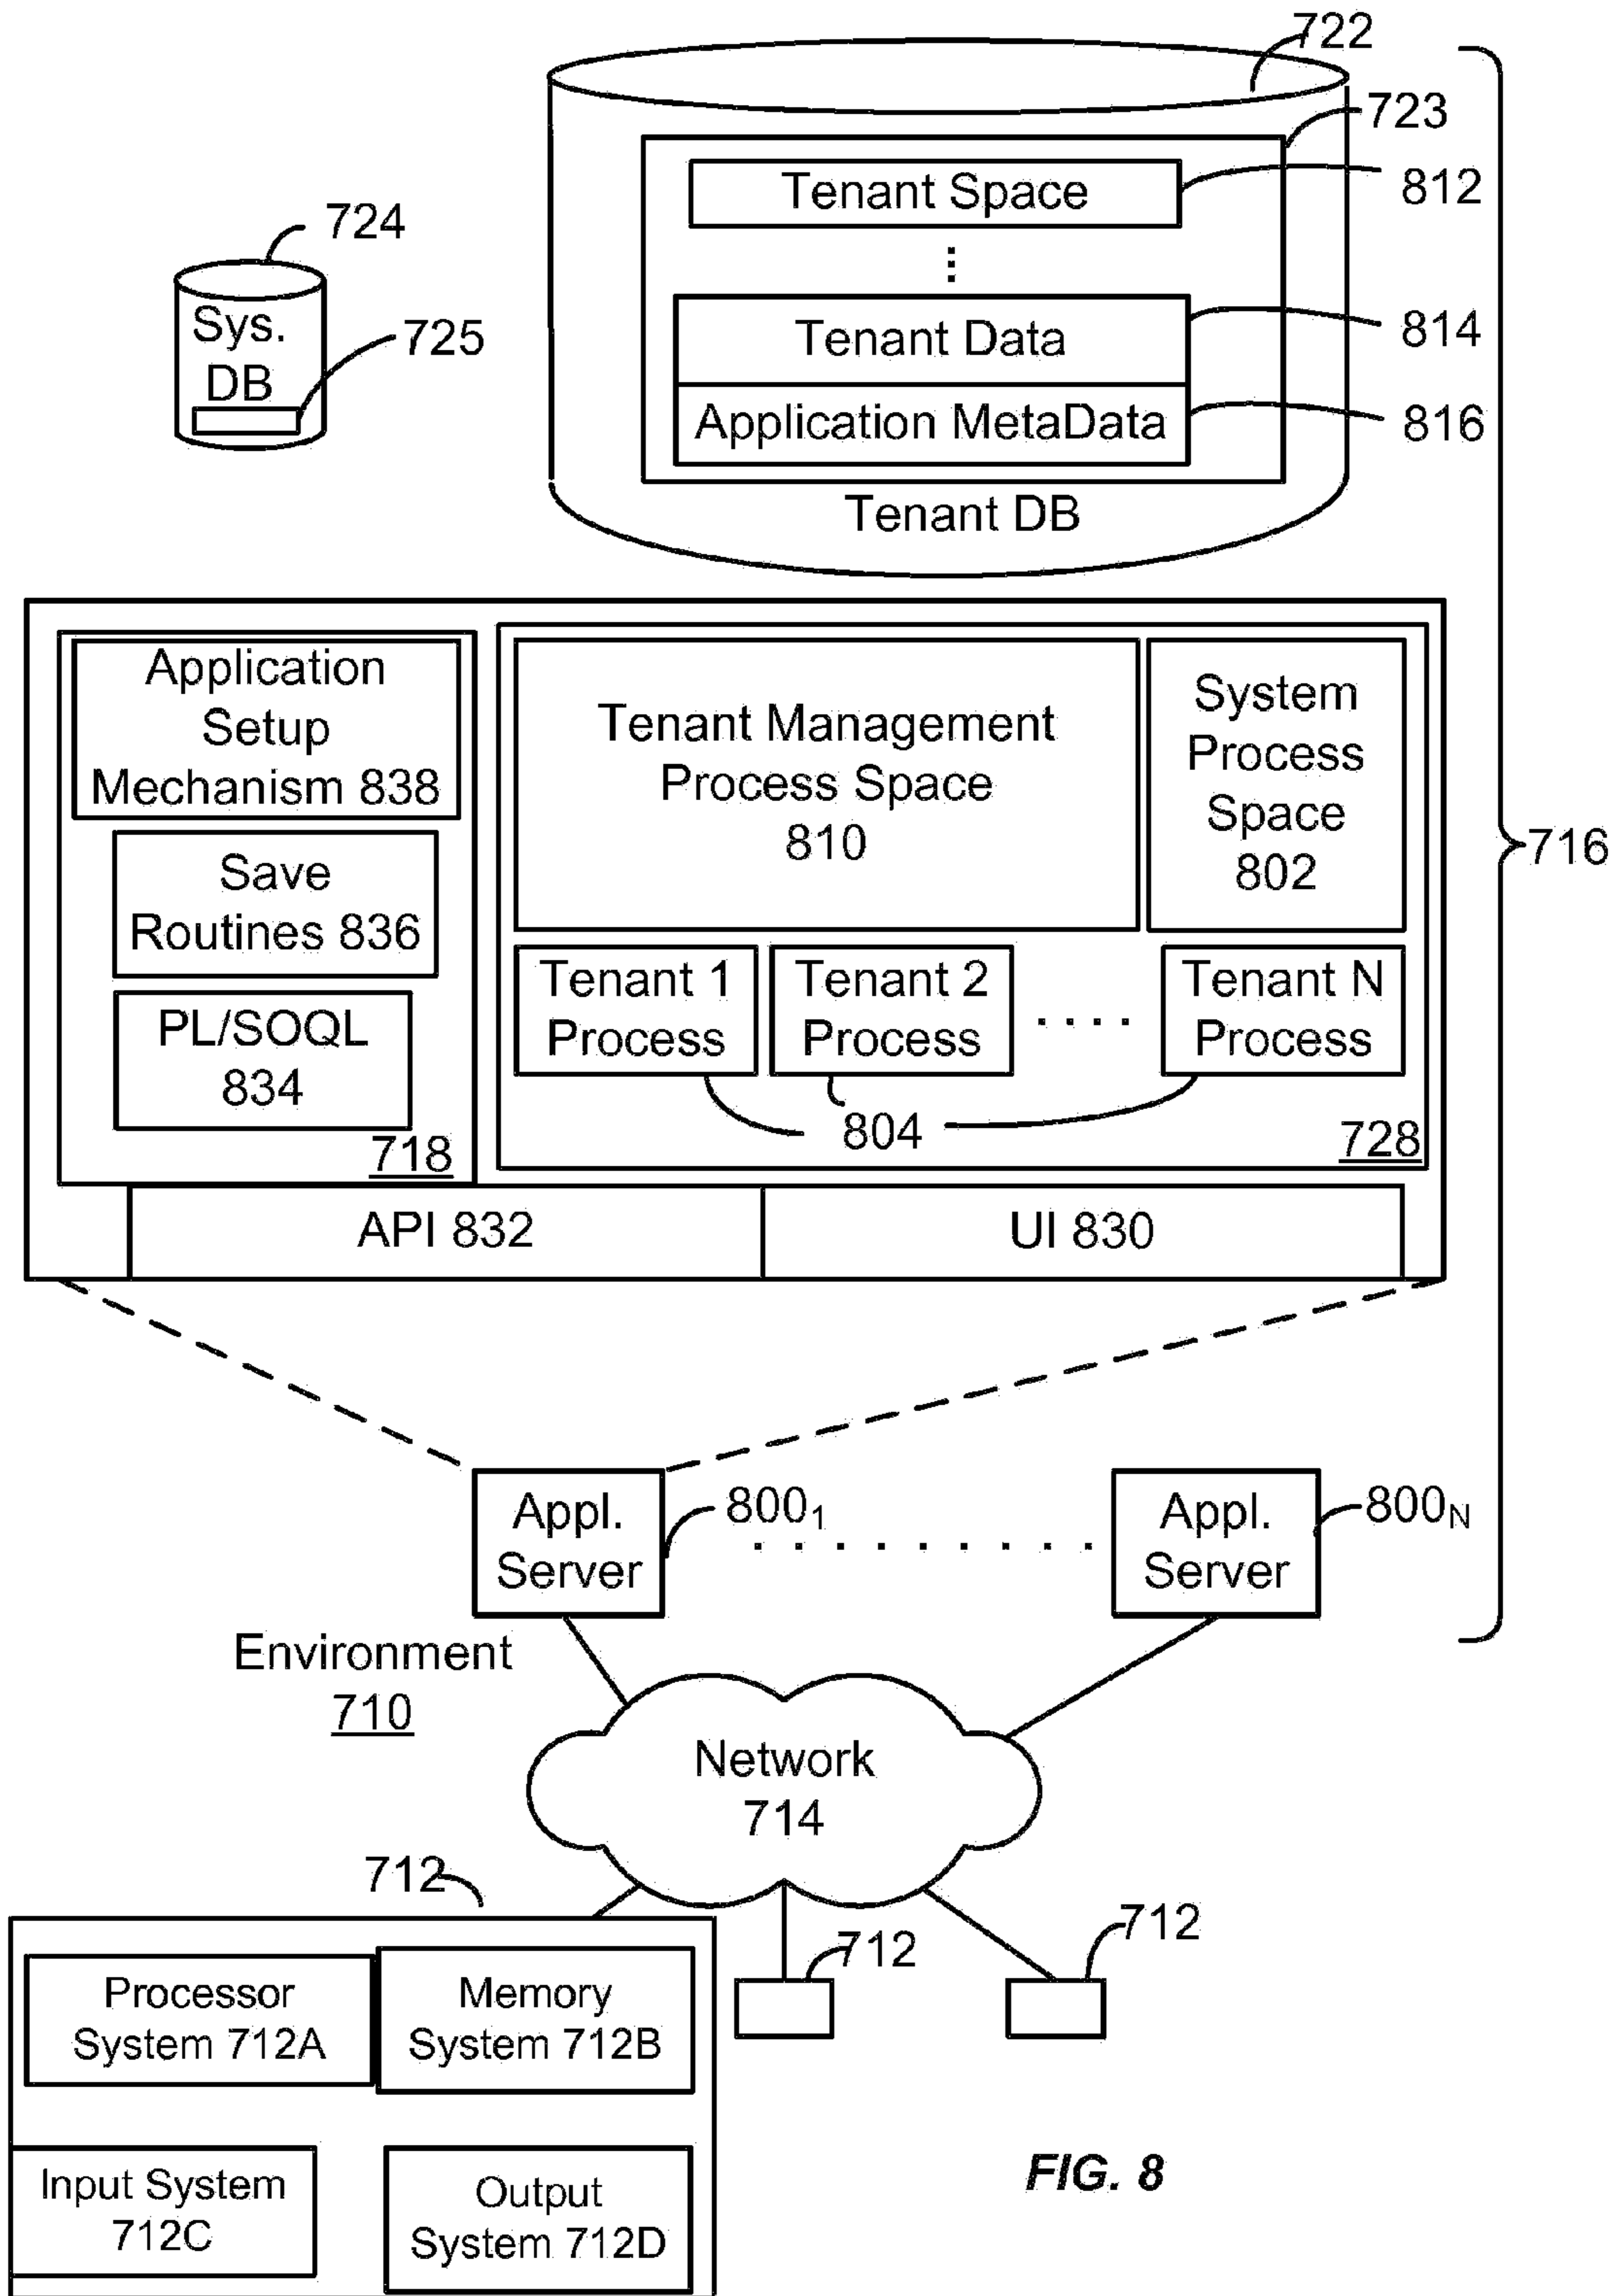 722
723
Tenant Space
812
724
Sys.
DB
725
Tenant Data
814
Application MetaData
816
Tenant DB
Application
Setup
Mechanism 838
Save
Routines 836
PL/SOQL
834
718
Tenant Management
Process Space
810
System
Process
Space
802
Tenant 1
Process
Tenant 2
Process
. . . .
Tenant N
Process
804
728
716
API 832
UI 830
Appl.
Server
800₁
. . . . . . . . . . .
Appl.
Server
800N
Environment
710
Network
714
712
712
712
Processor
System 712A
Memory
System 712B
Input System
712C
Output
System 712D
FIG. 8